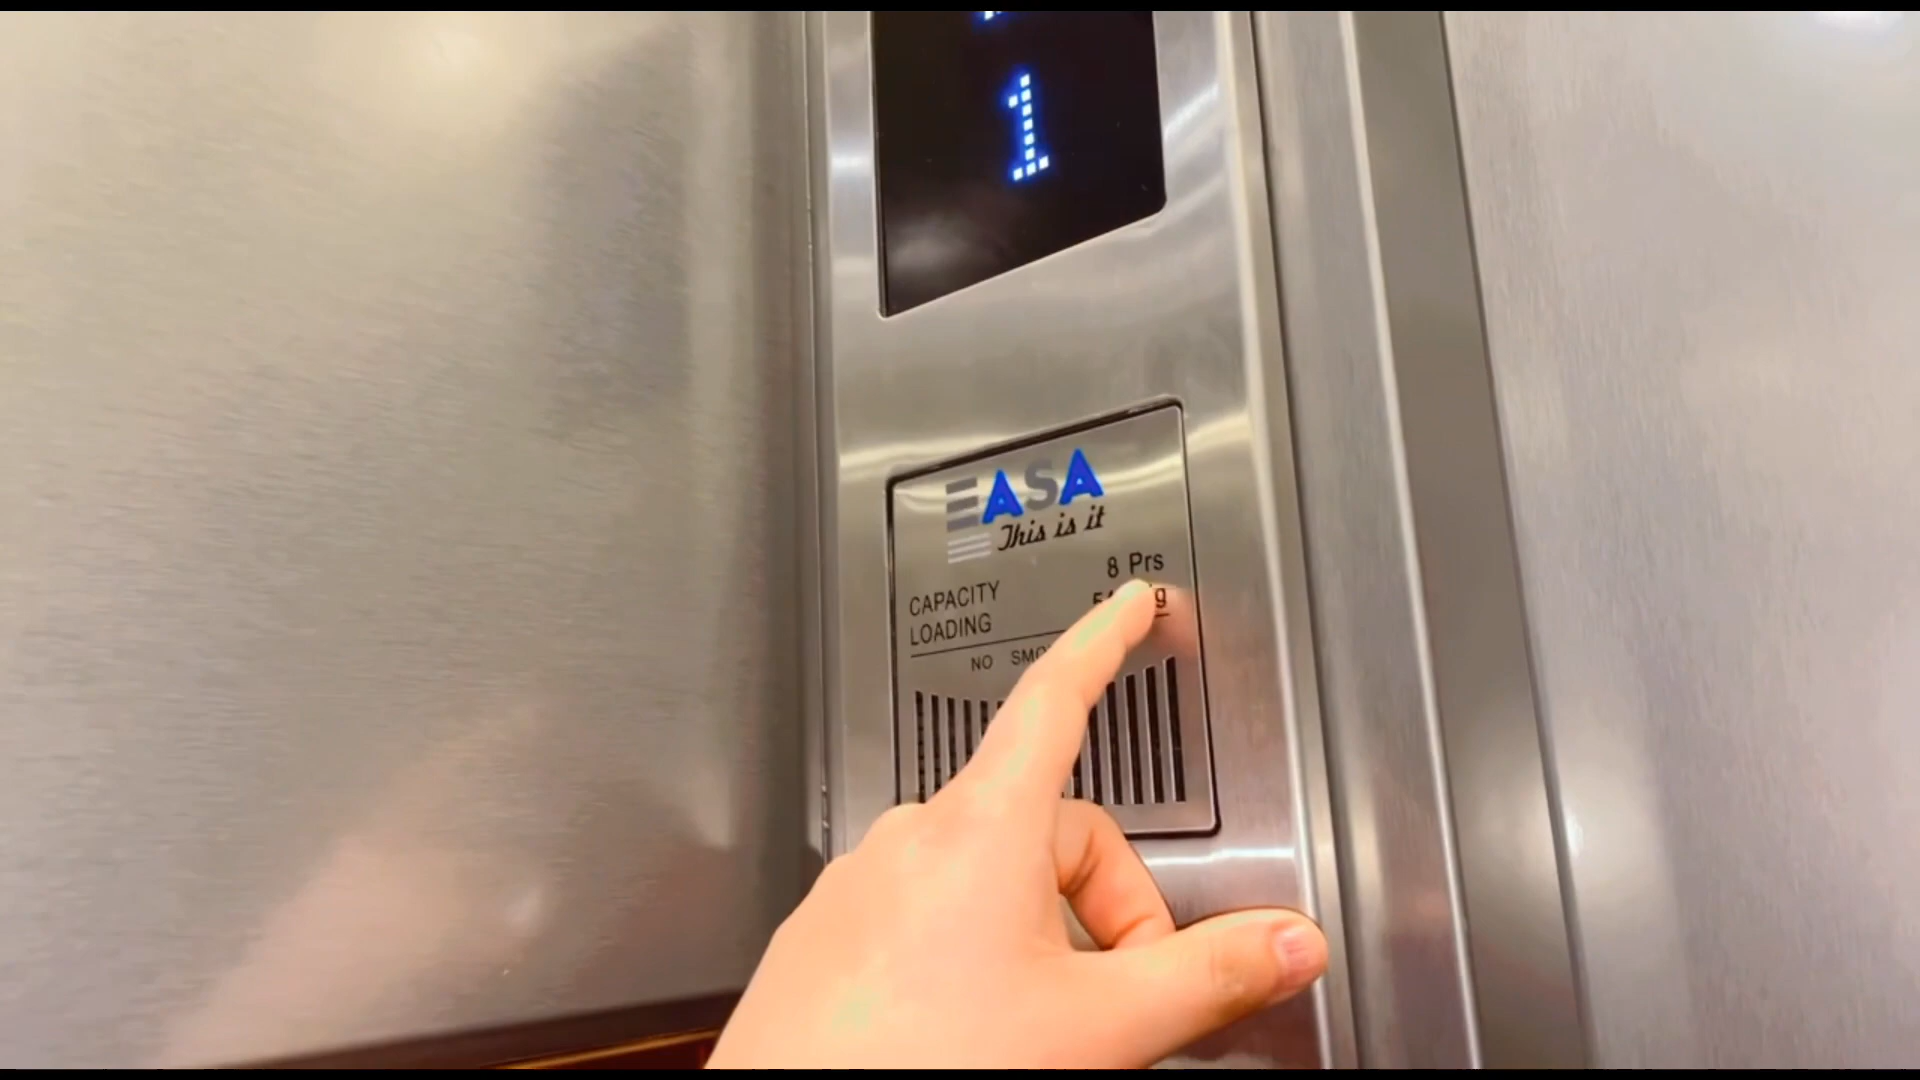 1
EASA
This is it
CAPACITY 8 Prs
LOADING
NO